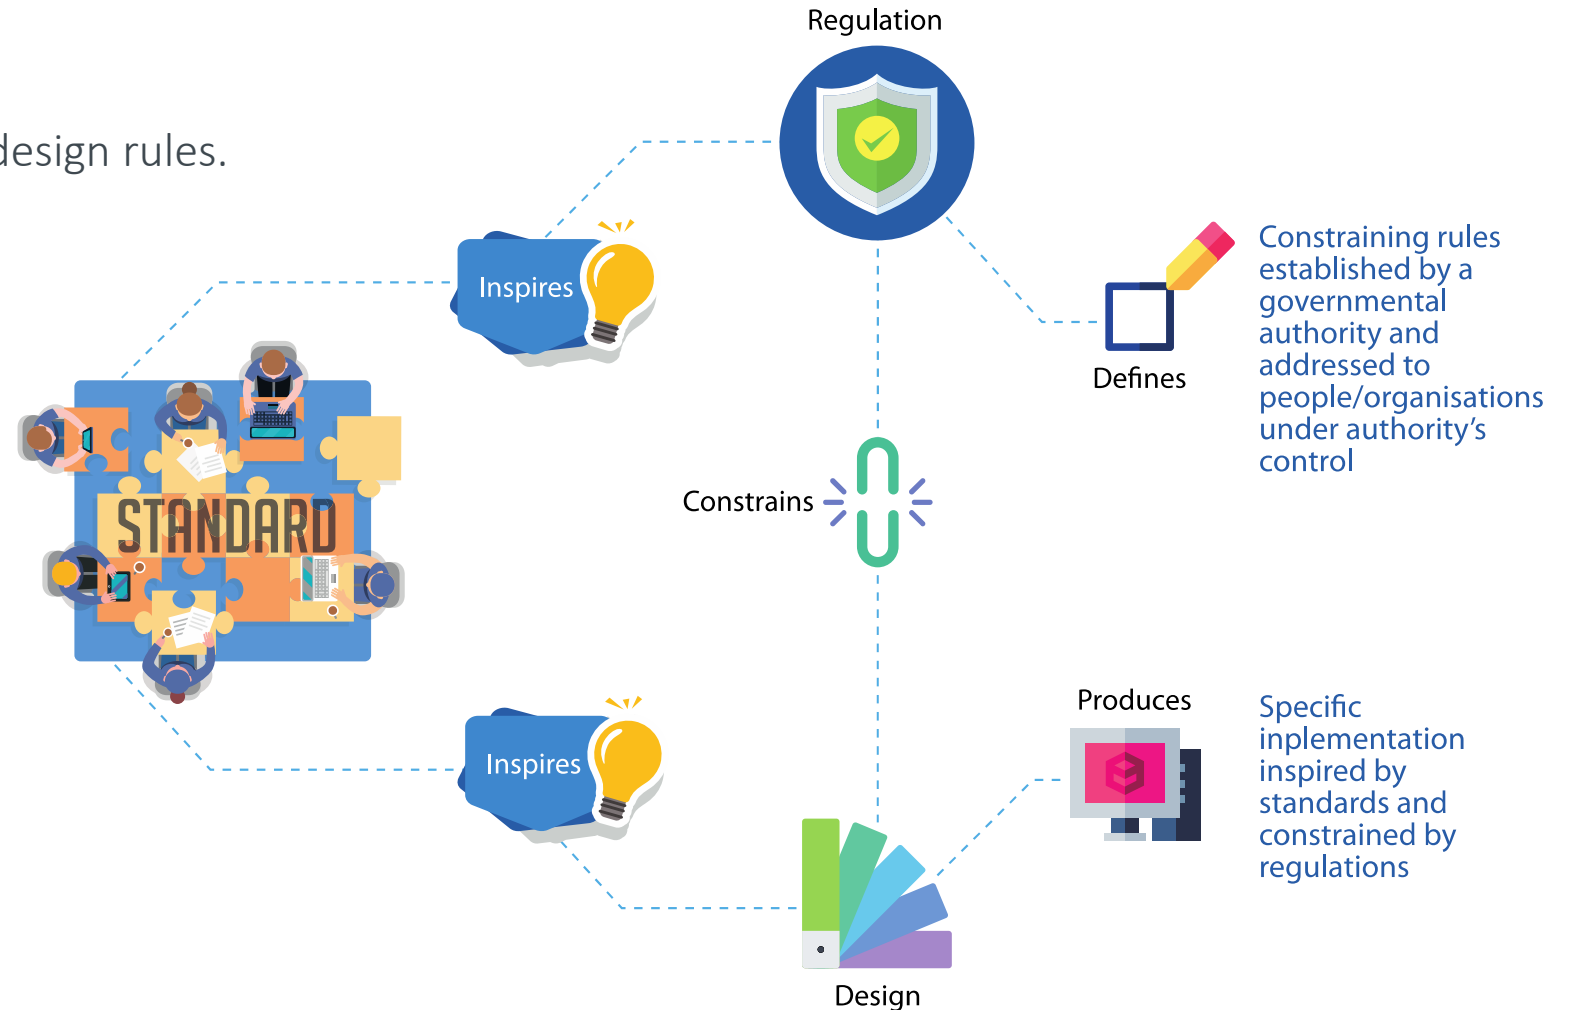 Regulation
design rules.
Inspires
Constraining rules
established by a
governmental
authority and
addressed to
people/organisations
under authority's
control
Defines
STANDARD
Constrains
Inspires
Produces
Specific
inplementation
inspired by
standards and
constrained by
regulations
Design